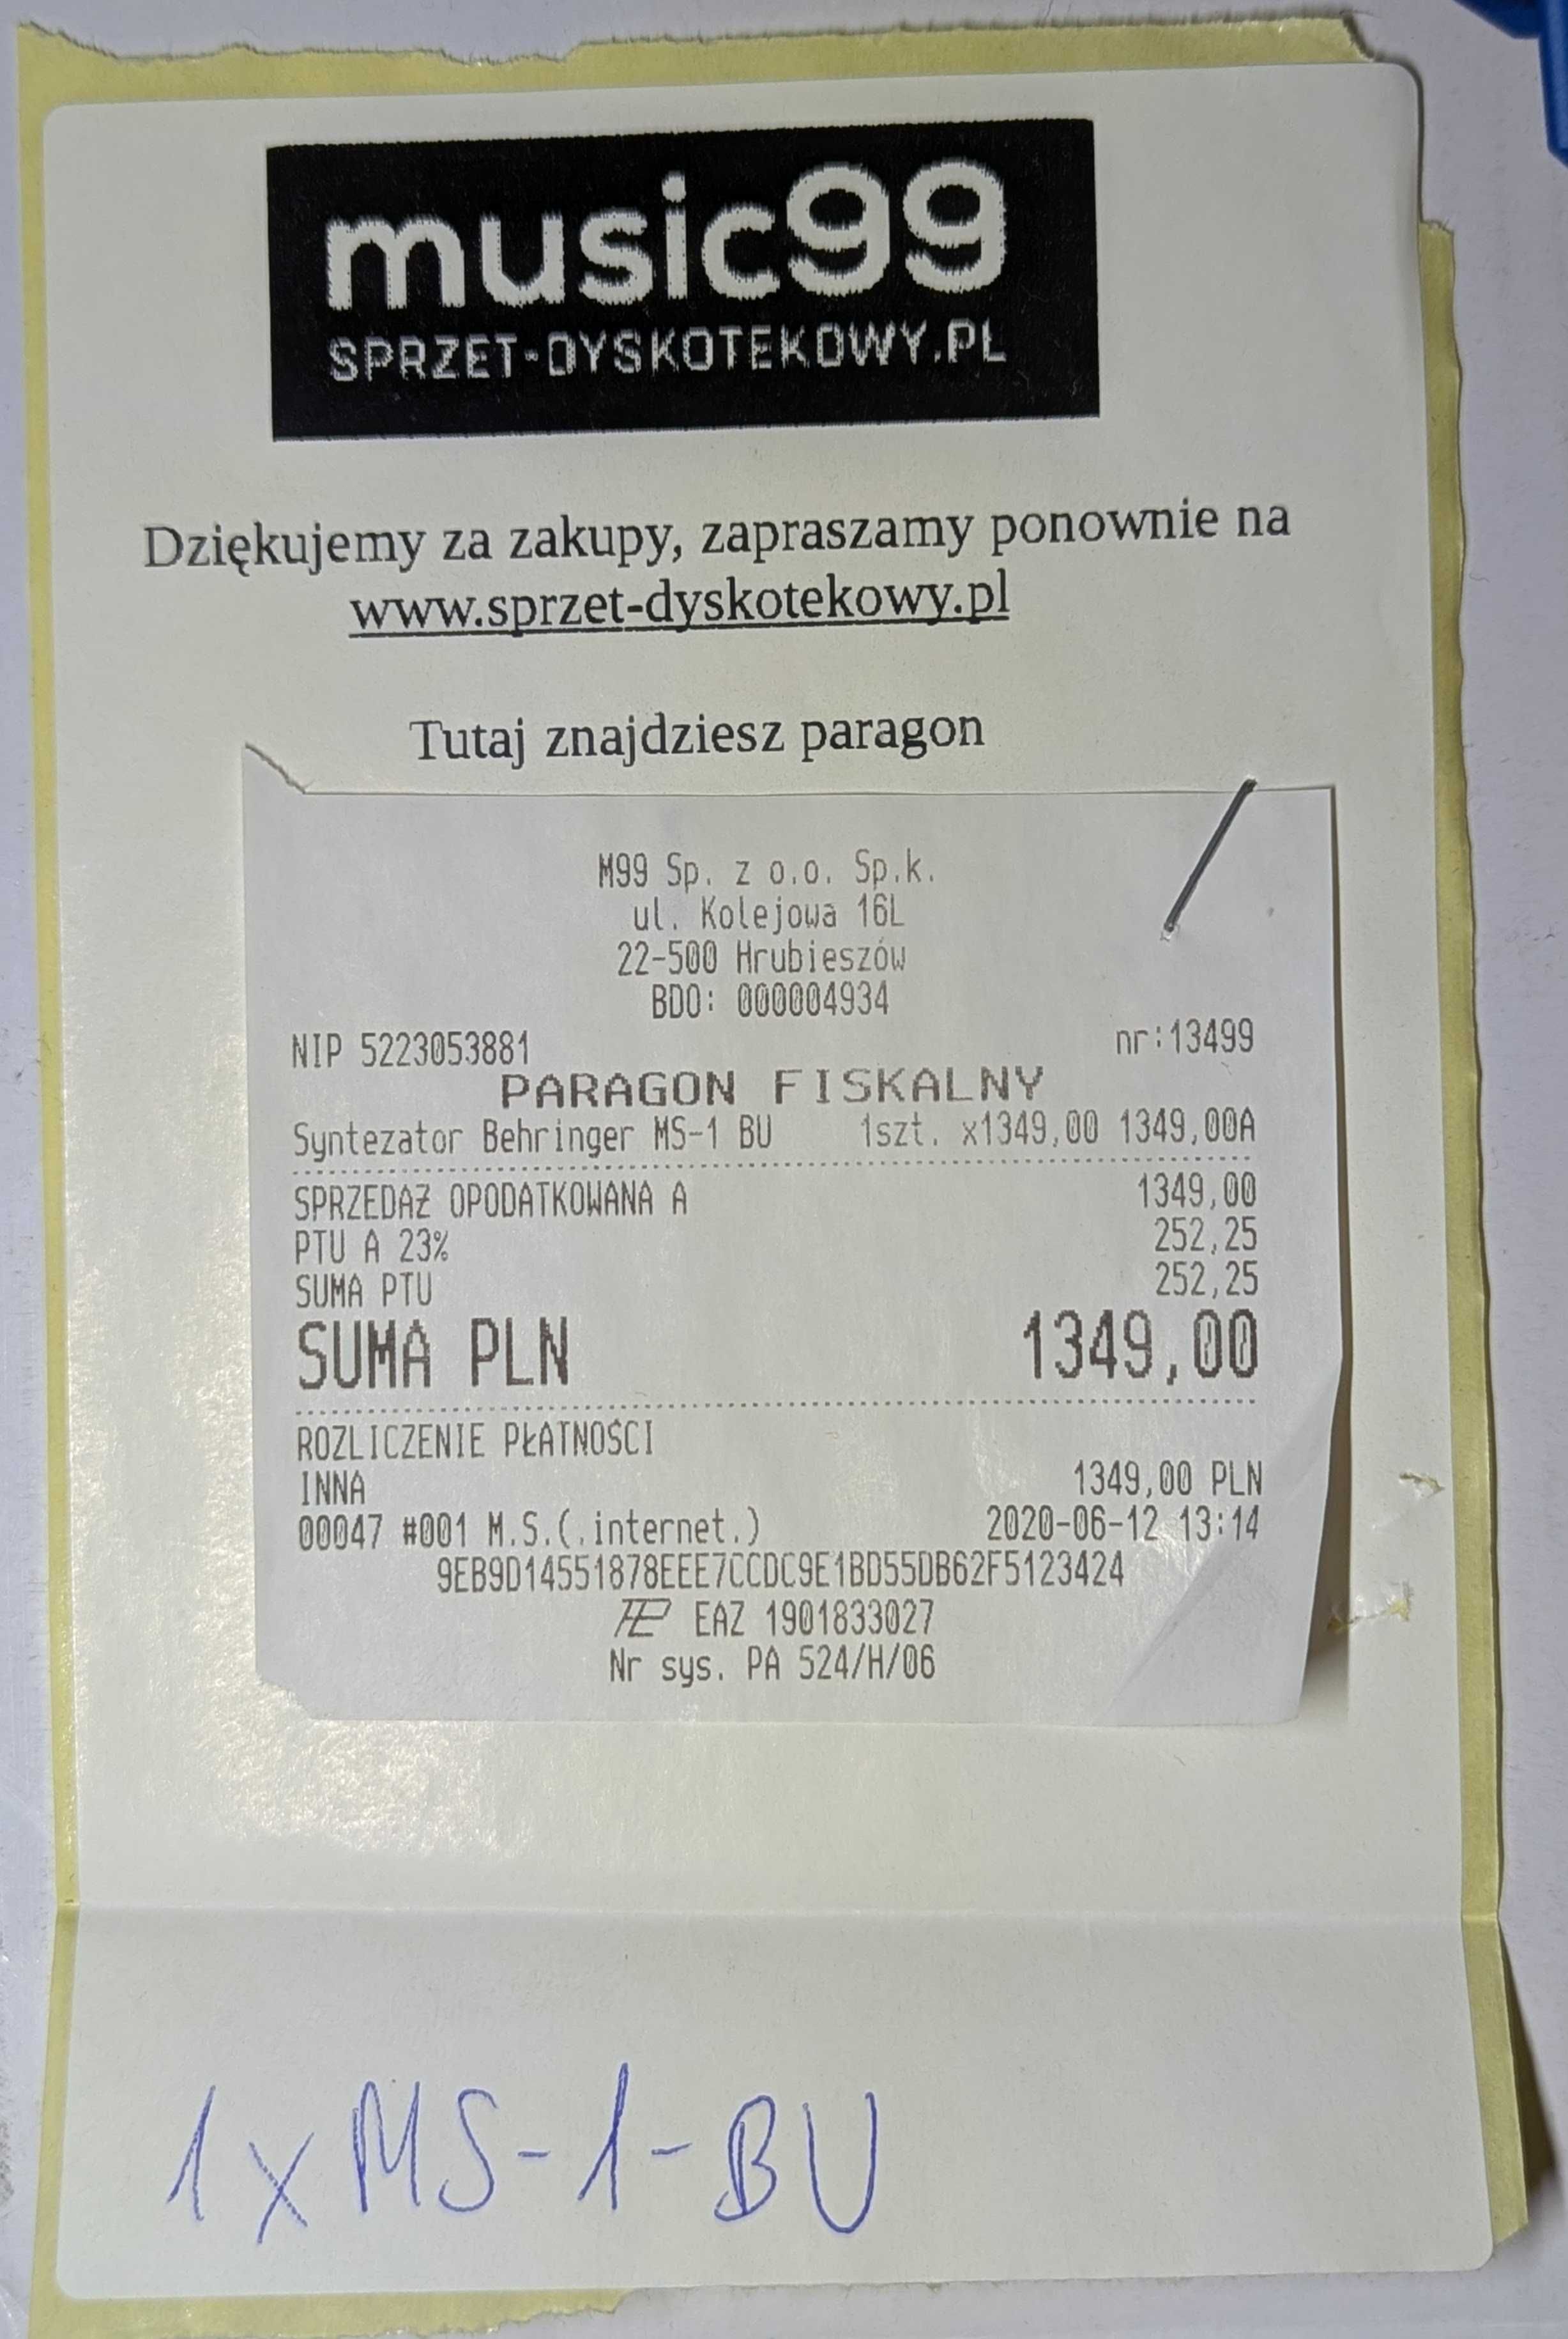 music99
SPRZET-DYSKOTEKOWY.PL
Dziękujemy za zakupy, zapraszamy ponownie na
www.sprzet-dyskotekowy.pl
Tutaj znajdziesz paragon
M99 Sp. z o.o. Sp.k.
ul. Kolejowa 16L
22-500 Hrubieszów
BDO: 000004934
NIP 5223053881 nr:13499
PARAGON FISKALNY
Syntezator Behringer MS-1 BU 1szt. x1349,00 1349,00A
SPRZEDAŻ OPODATKOWANA A 1349,00
PTU A 23% 252,25
SUMA PTU 252,25
SUMA PLN 1349,00
ROZLICZENIE PŁATNOŚCI
INNA 1349,00 PLN
00047 #001 M.S.(.internet.) 2020-06-12 13:14
9EB9D14551878EEE7CCDC9E1BD55DB62F5123424
EAZ 1901833027
Nr sys. PA 524/H/06
1xMS-1-BU